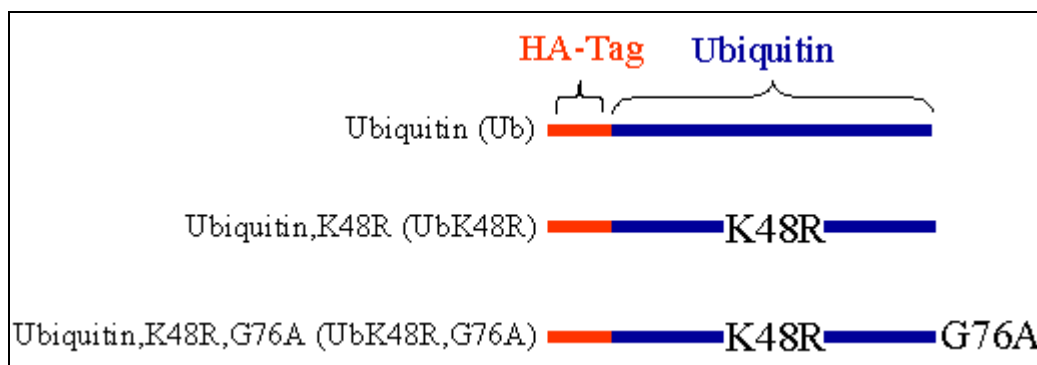 HA-Tag Ubiquitin
Ubiquitin (Ub)
Ubiquitin,K48R (UbK48R) K48R
Ubiquitin,K48R,G76A (UbK48R,G76A) K48R G76A